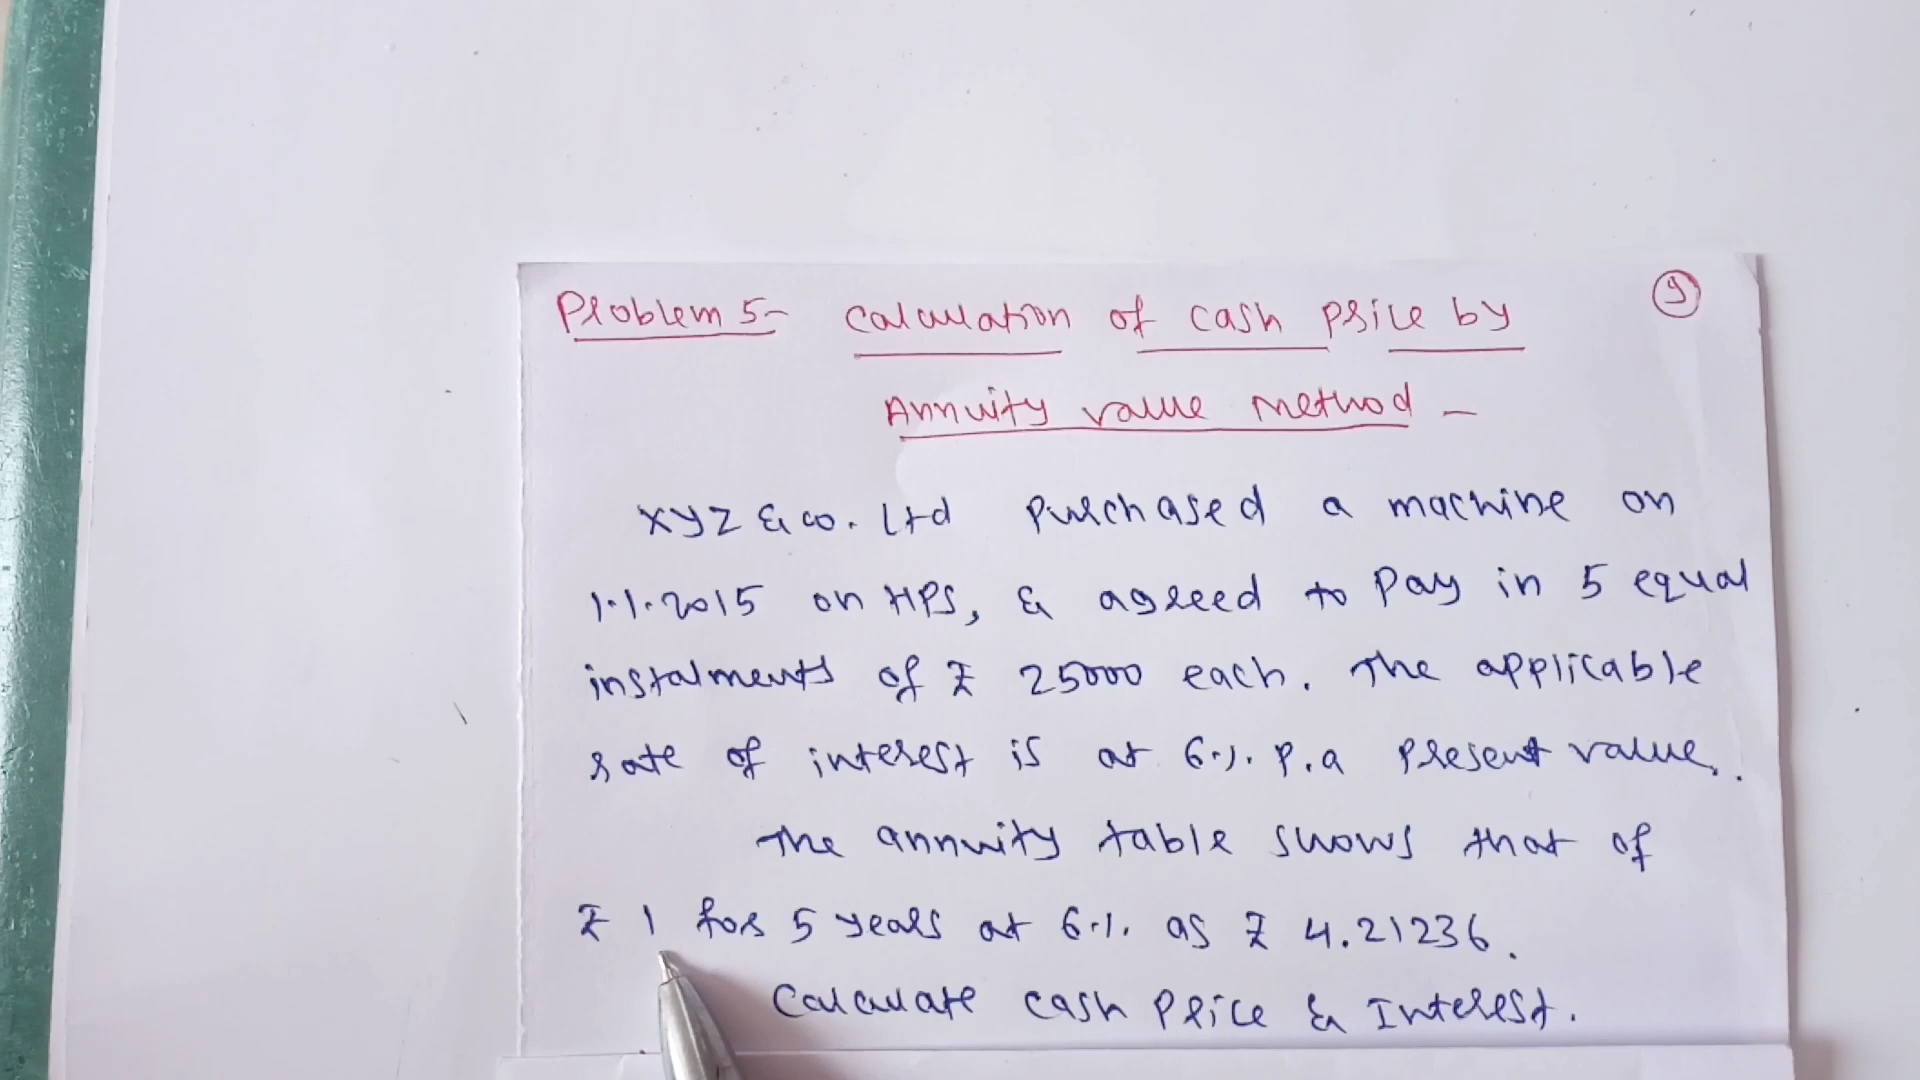 Problem 5- Calculation of cash price by
9
Annuity value Method -
XYZ & co. Ltd purchased a machine on
1.1.2015 on HPS, & agreed to pay in 5 equal
instalments of ₹ 25000 each. The applicable
rate of interest is at 6%. P.a Present value.
The annuity table shows that of
₹ 1 for 5 years at 6%. as ₹ 4.21236.
Calculate cash Price & Interest.